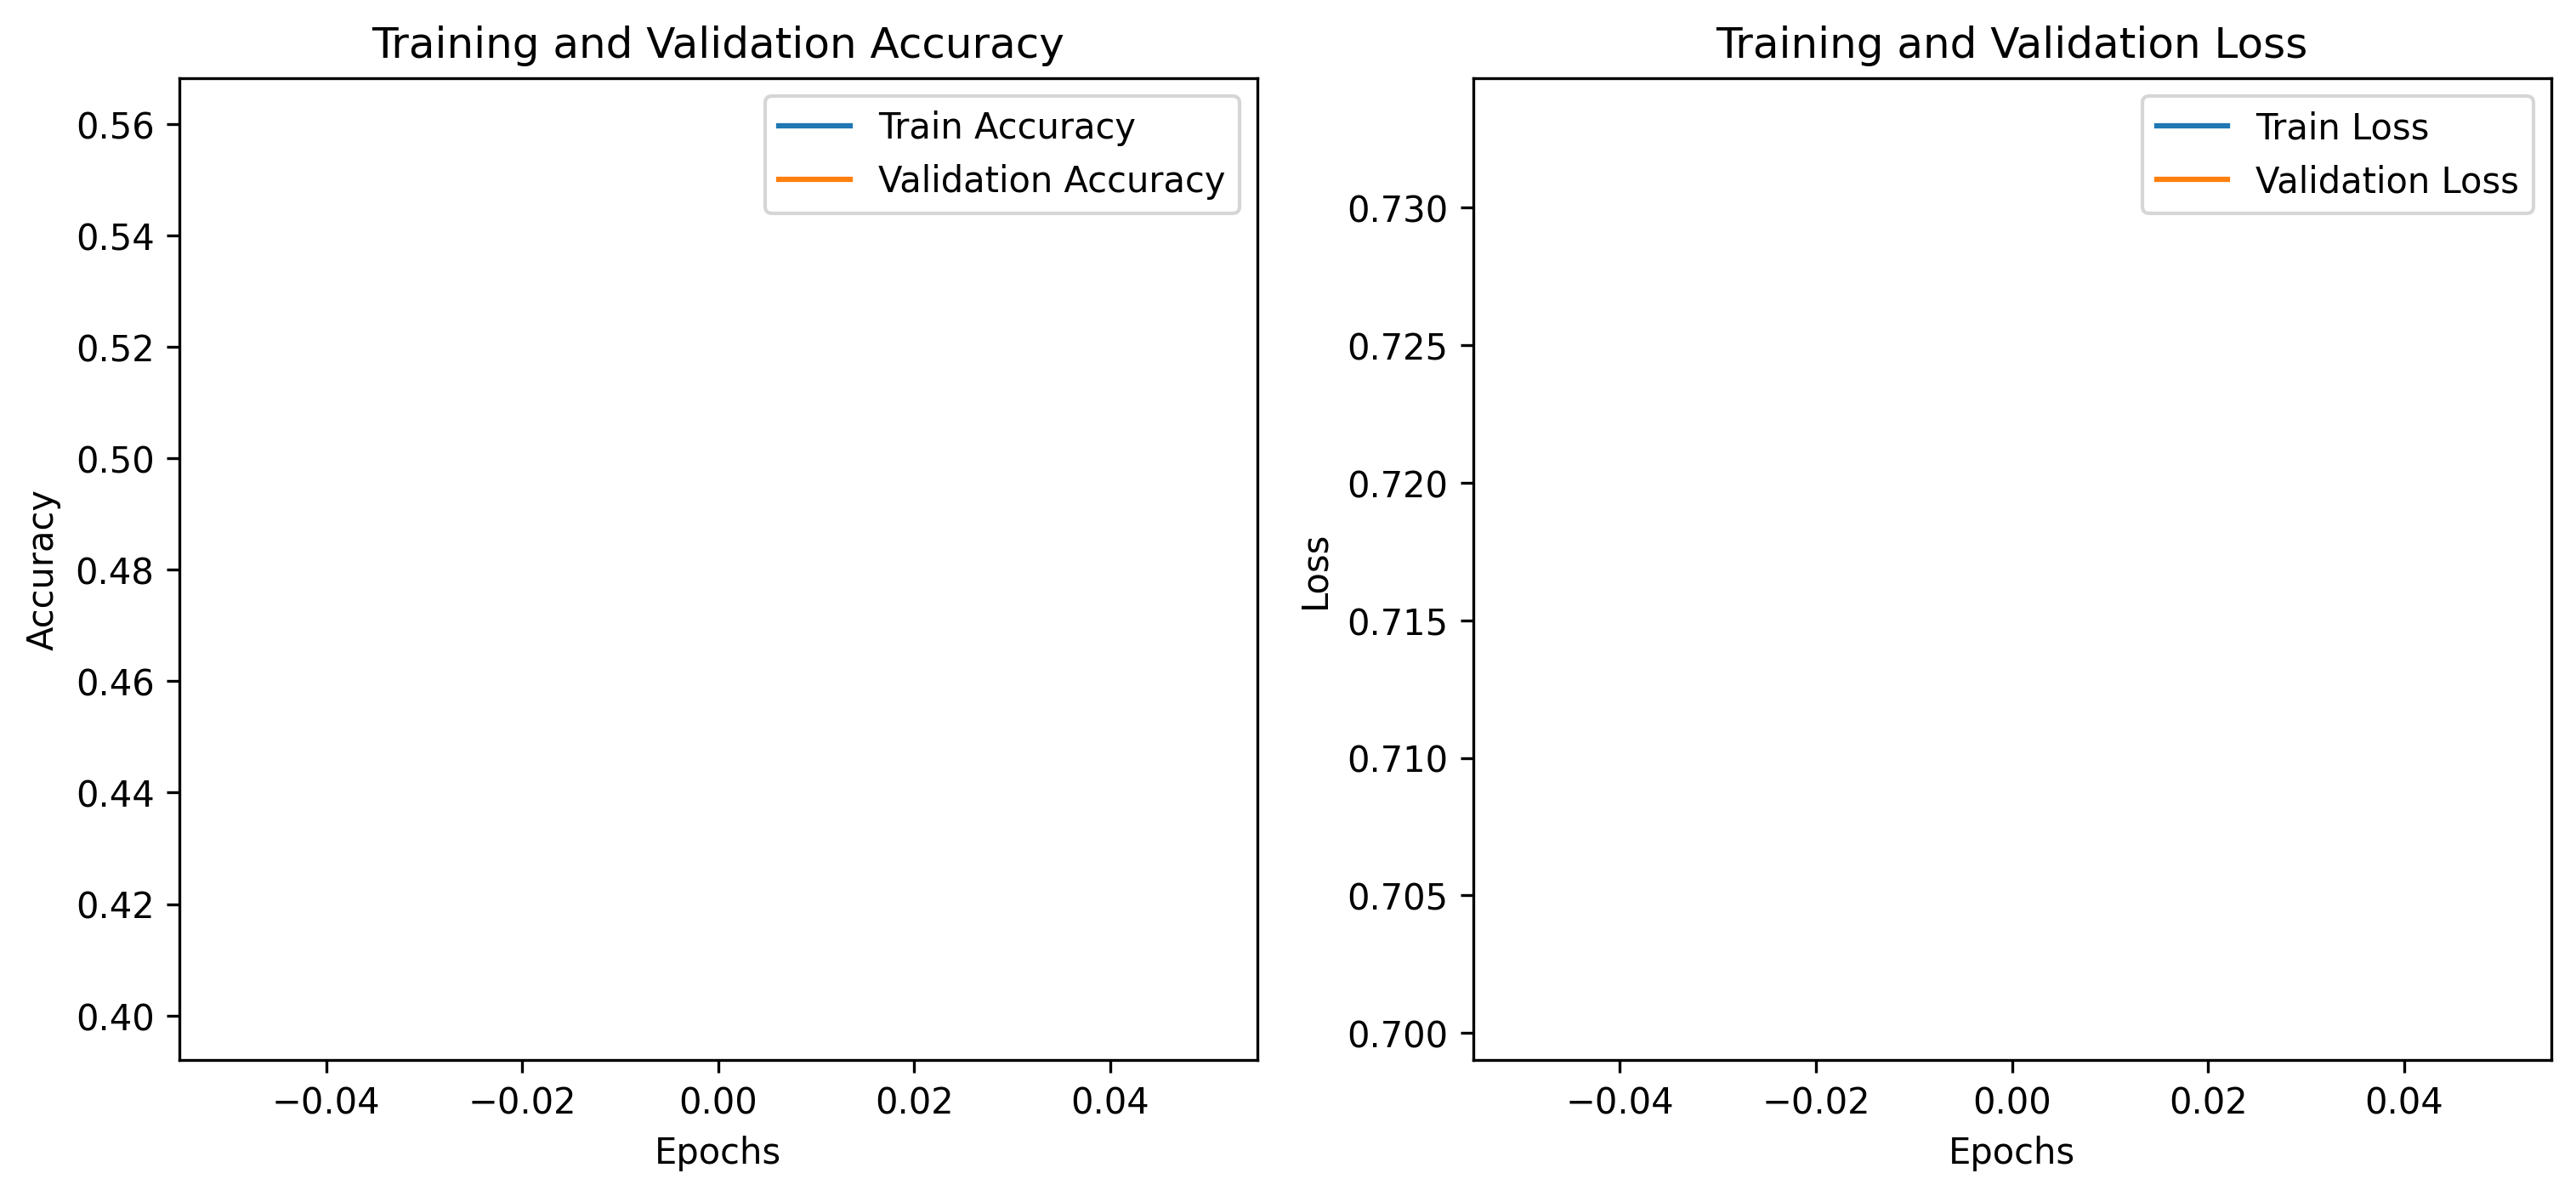 Training and Validation Accuracy
Train Accuracy
Validation Accuracy
0.56
0.54
0.52
0.50
0.48
0.46
0.44
0.42
0.40
Accuracy
−0.04 −0.02 0.00 0.02 0.04
Epochs
Training and Validation Loss
Train Loss
Validation Loss
0.730
0.725
0.720
0.715
0.710
0.705
0.700
Loss
−0.04 −0.02 0.00 0.02 0.04
Epochs